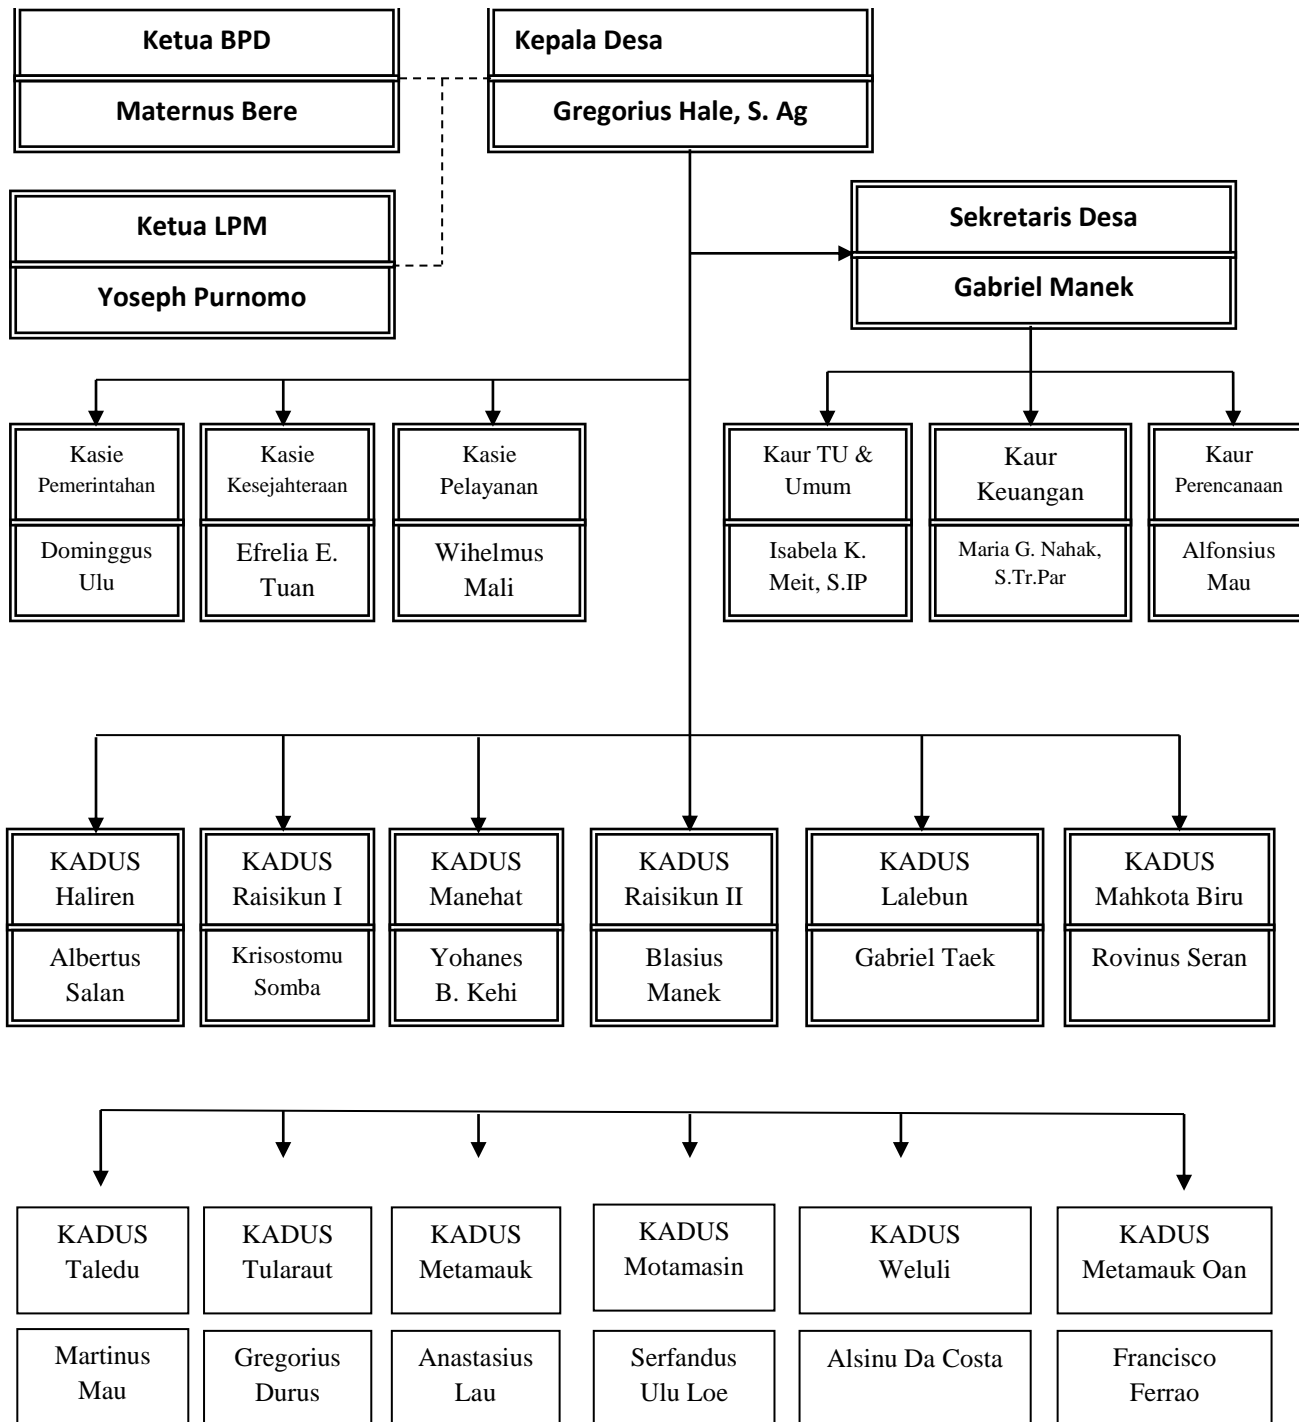 Ketua BPD
Maternus Bere
Kepala Desa
Gregorius Hale, S. Ag
Ketua LPM
Yoseph Purnomo
Sekretaris Desa
Gabriel Manek
Kasie
Pemerintahan
Dominggus
Ulu
Kasie
Kesejahteraan
Efrelia E.
Tuan
Kasie
Pelayanan
Wihelmus
Mali
Kaur TU &
Umum
Isabela K.
Meit, S.IP
Kaur
Keuangan
Maria G. Nahak,
S.Tr.Par
Kaur
Perencanaan
Alfonsius
Mau
KADUS
Haliren
Albertus
Salan
KADUS
Raisikun I
Krisostomu
Somba
KADUS
Manehat
Yohanes
B. Kehi
KADUS
Raisikun II
Blasius
Manek
KADUS
Lalebun
Gabriel Taek
KADUS
Mahkota Biru
Rovinus Seran
KADUS
Taledu
Martinus
Mau
KADUS
Tularaut
Gregorius
Durus
KADUS
Metamauk
Anastasius
Lau
KADUS
Motamasin
Serfandus
Ulu Loe
KADUS
Weluli
Alsinu Da Costa
KADUS
Metamauk Oan
Francisco
Ferrao